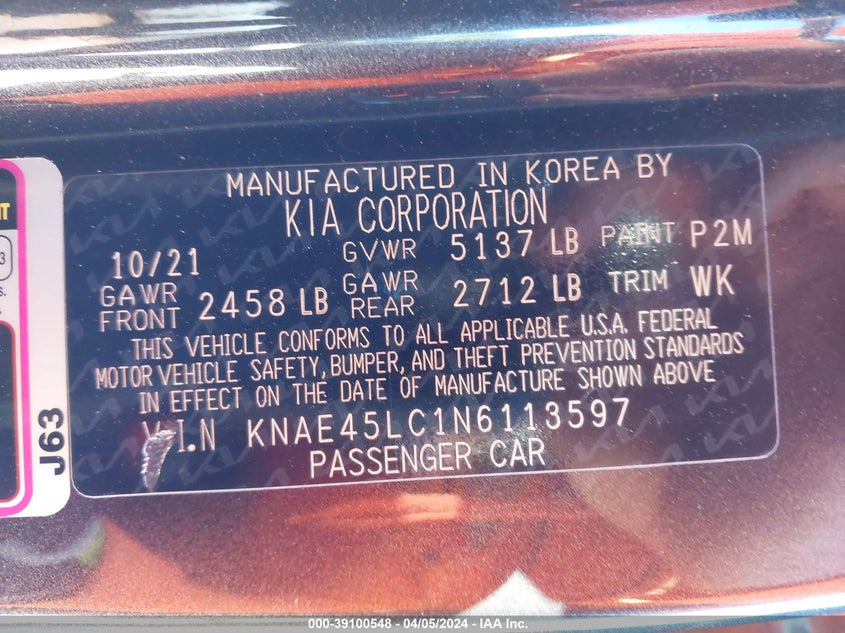 MANUFACTURED IN KOREA BY
KIA CORPORATION
10/21 GVWR 5137 LB PAINT P2M
GAWR FRONT 2458 LB GAWR REAR 2712 LB TRIM WK
THIS VEHICLE CONFORMS TO ALL APPLICABLE U.S.A. FEDERAL
MOTOR VEHICLE SAFETY, BUMPER, AND THEFT PREVENTION STANDARDS
IN EFFECT ON THE DATE OF MANUFACTURE SHOWN ABOVE
V.I.N KNAE45LC1N6113597
PASSENGER CAR
J63
000-39100548 - 04/05/2024 - IAA Inc.